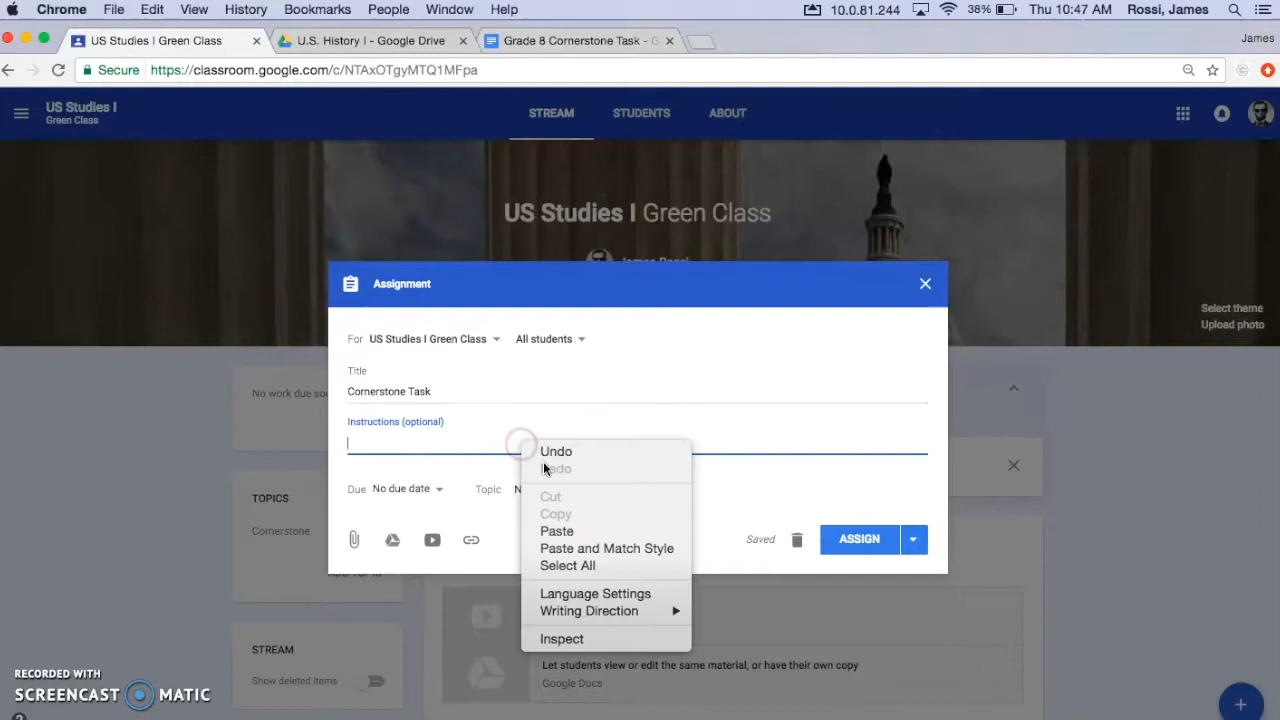 Chrome File Edit View History Bookmarks People Window Help 10.0.81.244 38% Thu 10:47 AM Rossi, James
US Studies I Green Class U.S. History I - Google Drive Grade 8 Cornerstone Task - G James
Secure https://classroom.google.com/c/NTAxOTgyMTQ1MFpa
US Studies I
Green Class
STREAM STUDENTS ABOUT
US Studies I Green Class
Select theme
Upload photo
Assignment
For US Studies I Green Class All students
Title
Cornerstone Task
Instructions (optional)
No work due
Due No due date Topic N
TOPICS
Cornerstone
Saved
ASSIGN
Undo
Cut
Copy
Paste
Paste and Match Style
Select All
Language Settings
Writing Direction
Inspect
STREAM
Show deleted items
Let students view or edit the same material, or have their own copy
Google Docs
RECORDED WITH
SCREENCAST MATIC